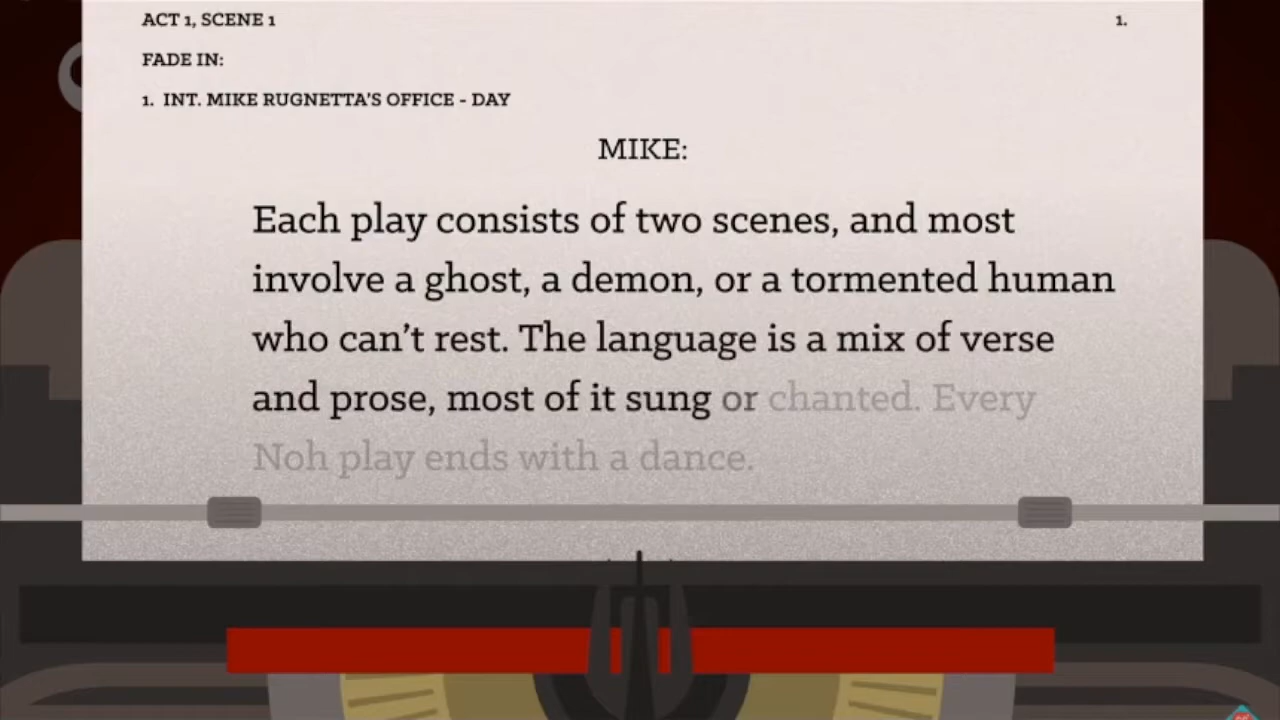 ACT 1, SCENE 1 1.
FADE IN:
1. INT. MIKE RUGNETTA’S OFFICE - DAY
MIKE:
Each play consists of two scenes, and most
involve a ghost, a demon, or a tormented human
who can’t rest. The language is a mix of verse
and prose, most of it sung or chanted. Every
Noh play ends with a dance.